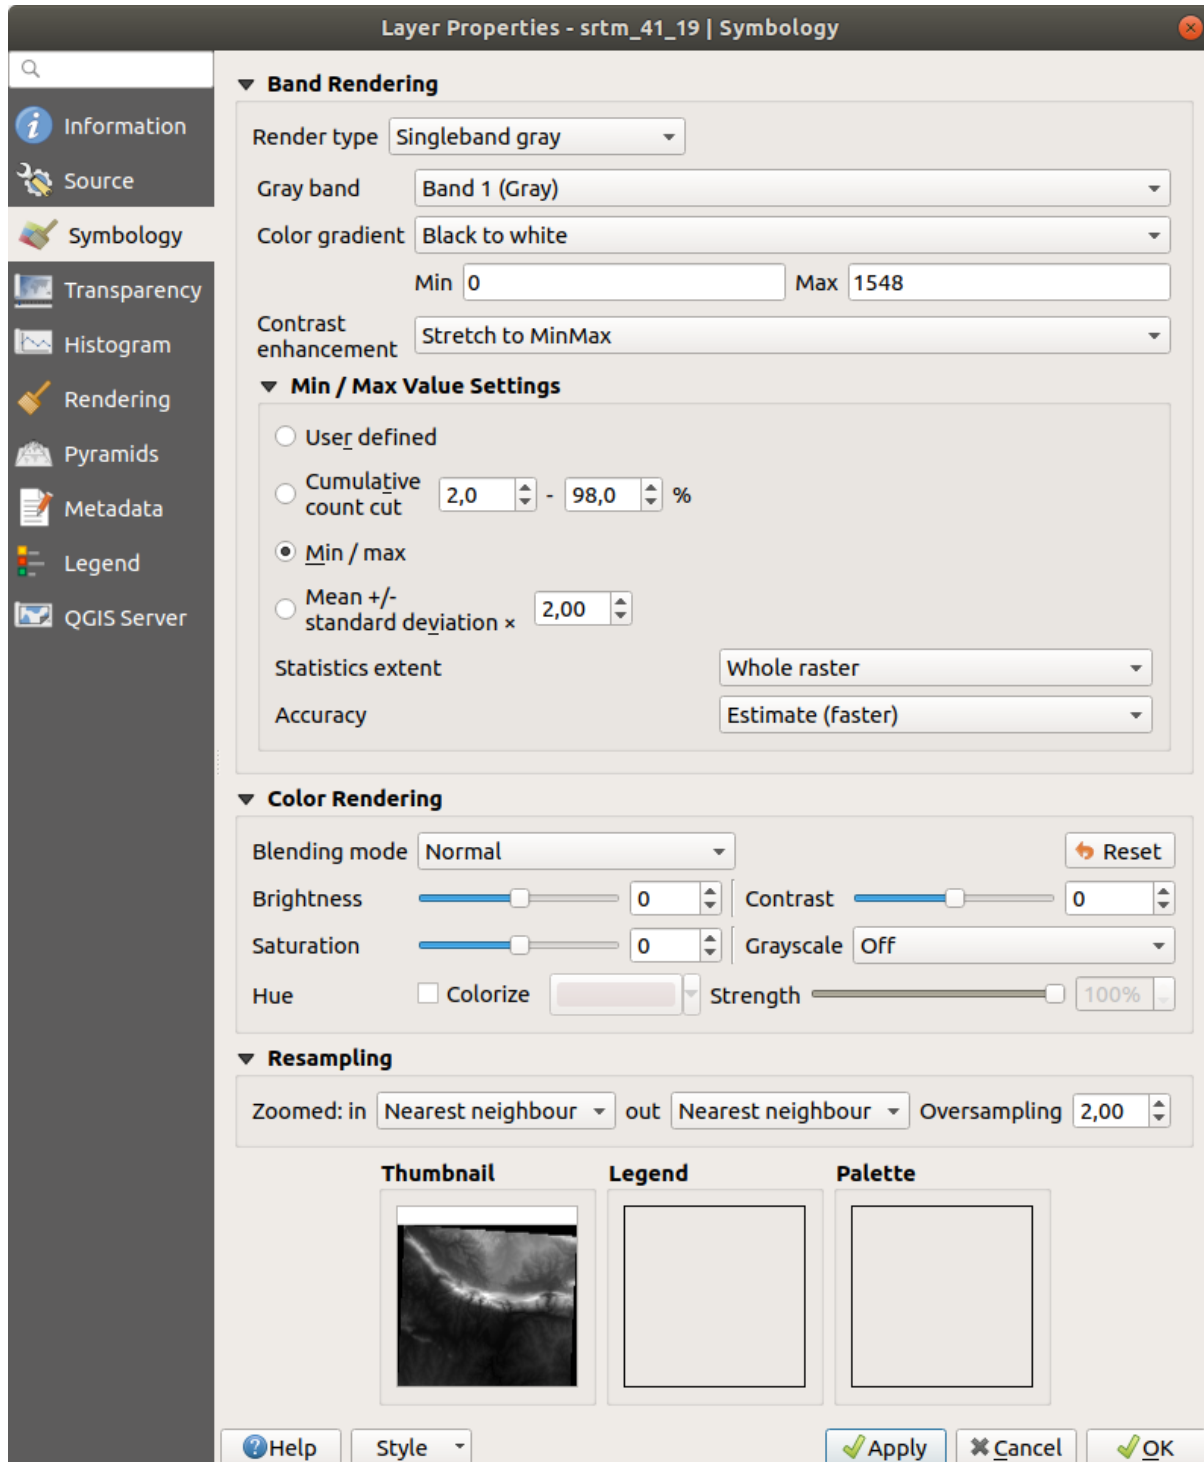 Layer Properties - srtm_41_19 | Symbology
Information
Source
Symbology
Transparency
Histogram
Rendering
Pyramids
Metadata
Legend
QGIS Server
Band Rendering
Render type Singleband gray
Gray band Band 1 (Gray)
Color gradient Black to white
Min 0 Max 1548
Contrast
enhancement Stretch to MinMax
Min / Max Value Settings
User defined
Cumulative
count cut 2,0 - 98,0 %
Min / max
Mean +/-
standard deviation × 2,00
Statistics extent Whole raster
Accuracy Estimate (faster)
Color Rendering
Blending mode Normal Reset
Brightness 0 Contrast 0
Saturation 0 Grayscale Off
Hue Colorize Strength 100%
Resampling
Zoomed: in Nearest neighbour out Nearest neighbour Oversampling 2,00
Thumbnail Legend Palette
Help Style Apply Cancel OK